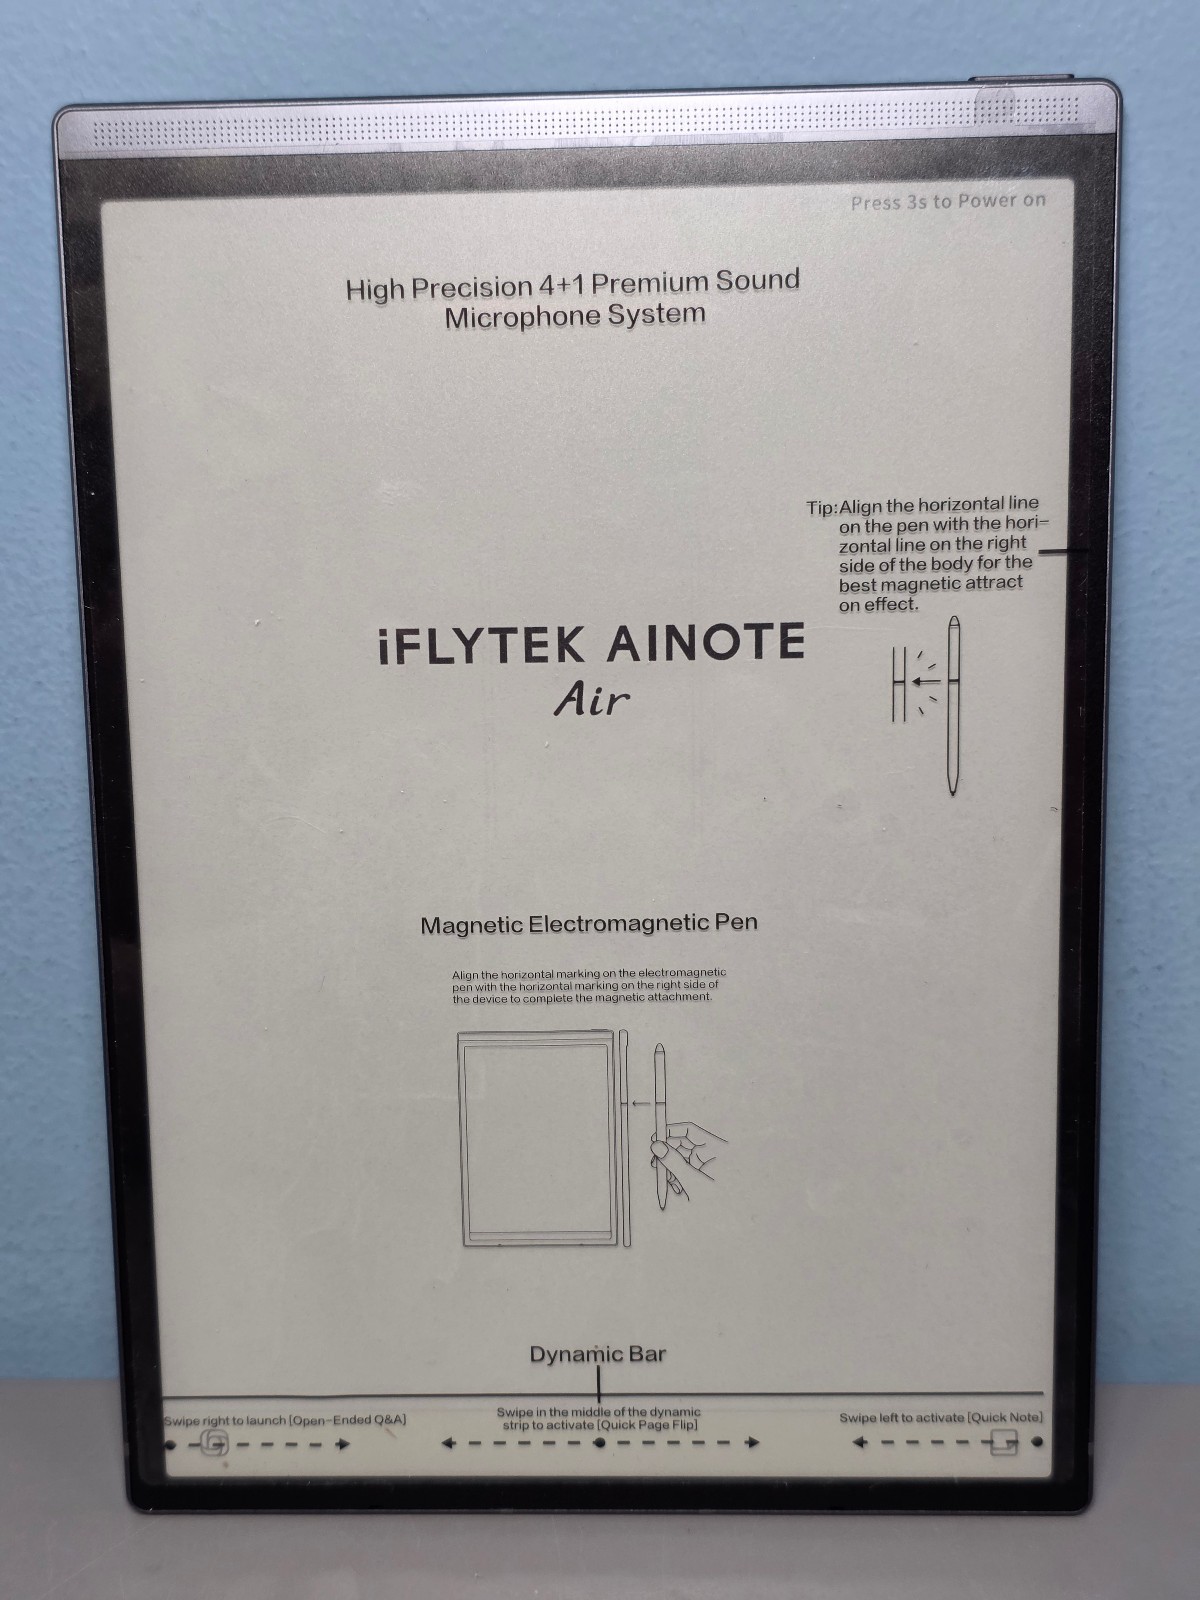 Press 3s to Power on
High Precision 4+1 Premium Sound
Microphone System
Tip:Align the horizontal line
on the pen with the hori-
zontal line on the right
side of the body for the
best magnetic attract
on effect.
iFLYTEK AINOTE
Air
Magnetic Electromagnetic Pen
Align the horizontal marking on the electromagnetic
pen with the horizontal marking on the right side of
the device to complete the magnetic attachment.
Dynamic Bar
Swipe right to launch [Open-Ended Q&A]
Swipe in the middle of the dynamic
strip to activate [Quick Page Flip]
Swipe left to activate [Quick Note]